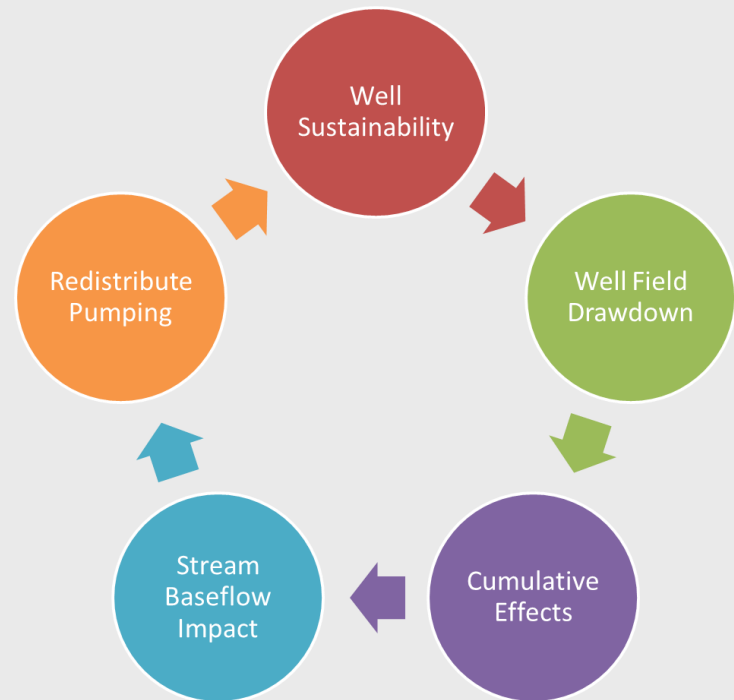 Well
Sustainability
Well Field
Drawdown
Cumulative
Effects
Stream
Baseflow
Impact
Redistribute
Pumping